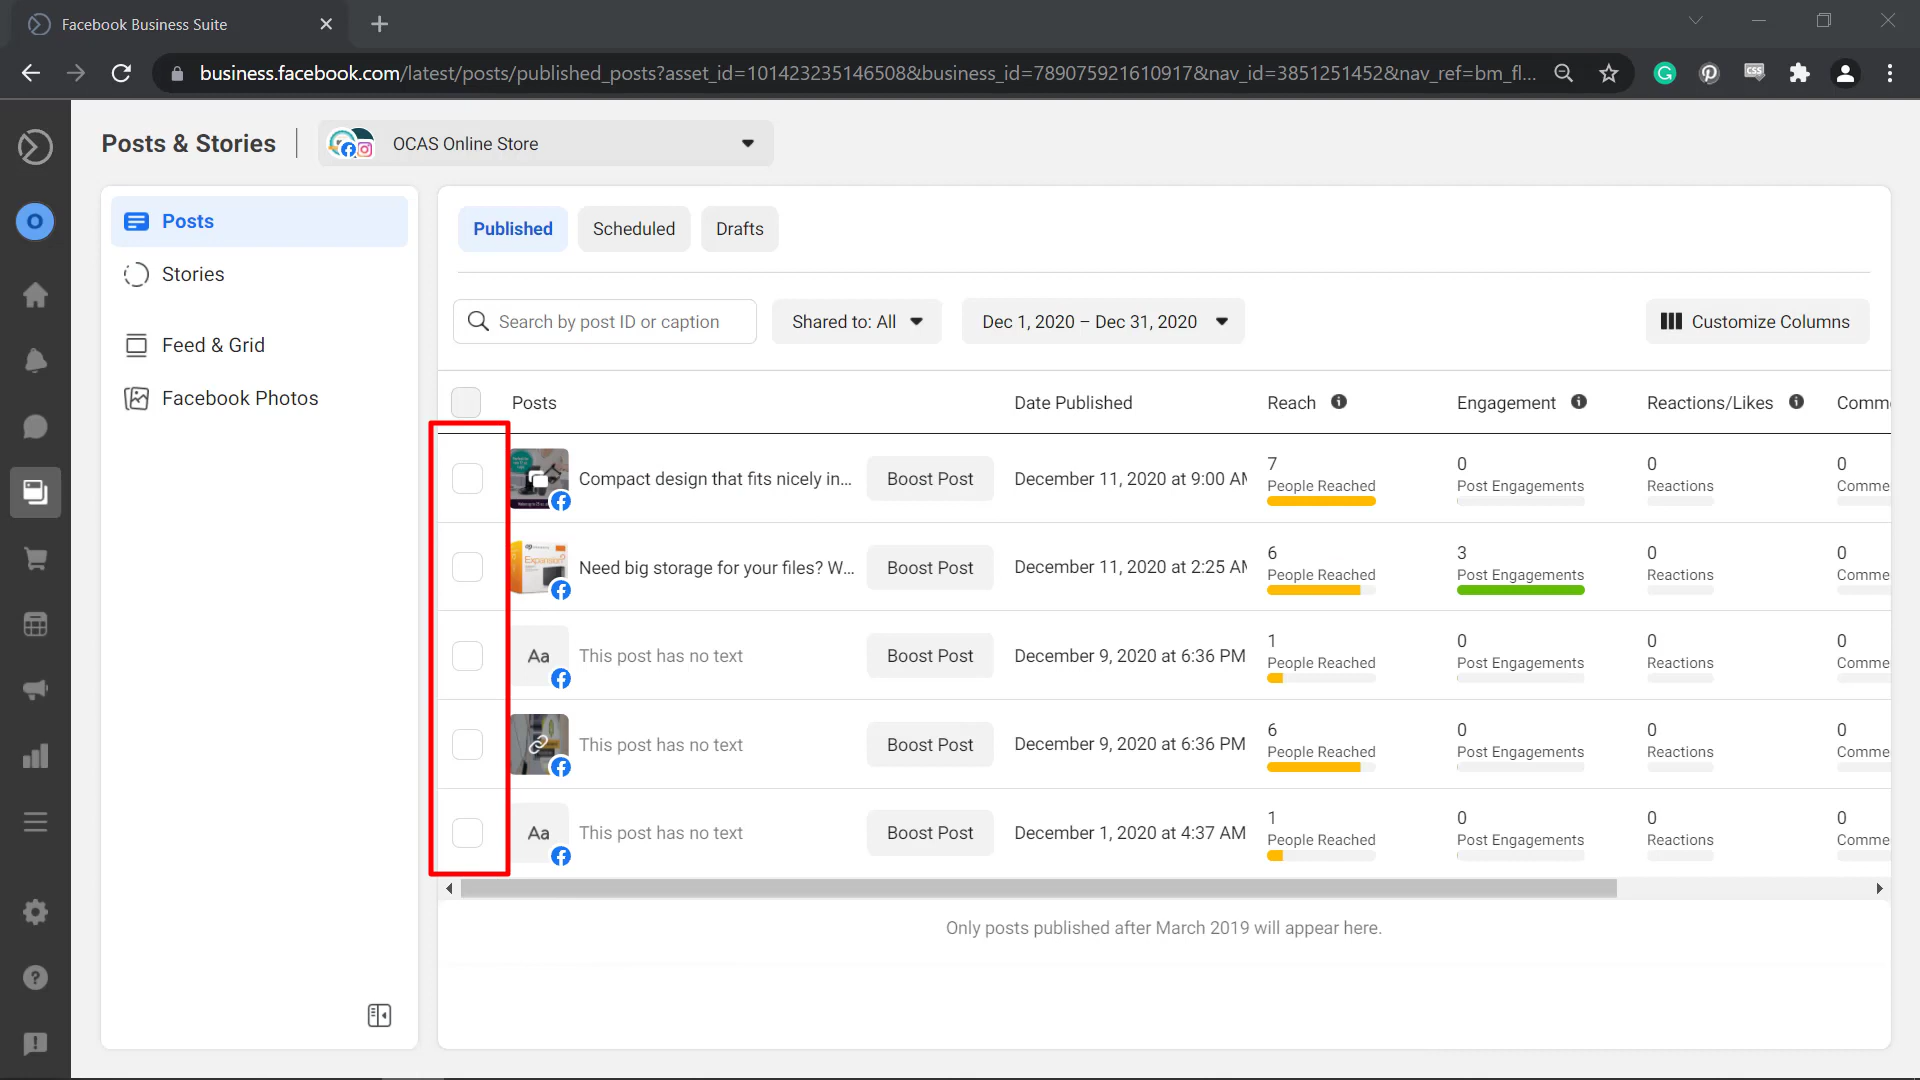 Facebook Business Suite
business.facebook.com/latest/posts/published_posts?asset_id=101423235146508&business_id=789075921610917&nav_id=3851251452&nav_ref=bm_fl...
Posts & Stories
OCAS Online Store
O
Posts
Stories
Feed & Grid
Facebook Photos
Published
Scheduled
Drafts
Search by post ID or caption
Shared to: All
Dec 1, 2020 – Dec 31, 2020
Customize Columns
Posts
Date Published
Reach
Engagement
Reactions/Likes
Comm
Compact design that fits nicely in...
Boost Post
December 11, 2020 at 9:00 AM
7
People Reached
0
Post Engagements
0
Reactions
0
Comme
Expansion
Need big storage for your files? W...
Boost Post
December 11, 2020 at 2:25 AM
6
People Reached
3
Post Engagements
0
Reactions
0
Comme
Aa
This post has no text
Boost Post
December 9, 2020 at 6:36 PM
1
People Reached
0
Post Engagements
0
Reactions
0
Comme
This post has no text
Boost Post
December 9, 2020 at 6:36 PM
6
People Reached
0
Post Engagements
0
Reactions
0
Comme
Aa
This post has no text
Boost Post
December 1, 2020 at 4:37 AM
1
People Reached
0
Post Engagements
0
Reactions
0
Comme
Only posts published after March 2019 will appear here.